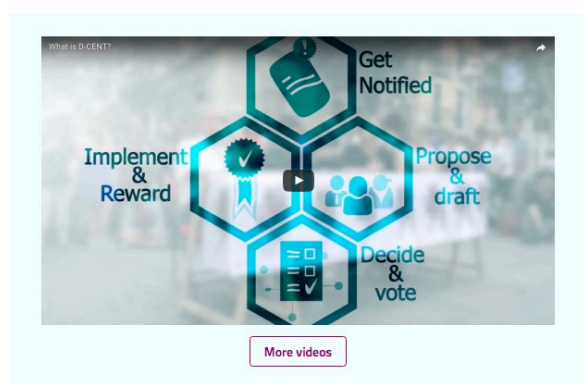 What is D-CENT?
Get
Notified
Implement
&
Reward
Propose
&
draft
Decide
&
vote
More videos